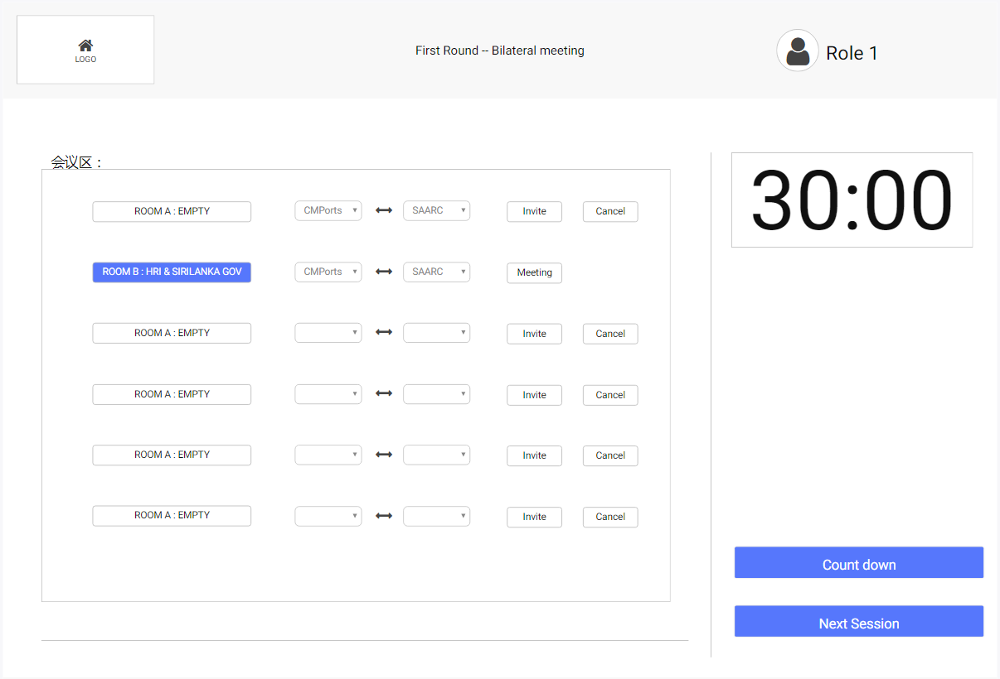 LOGO
First Round -- Bilateral meeting
Role 1
会议区：
30:00
ROOM A : EMPTY CMPorts SAARC Invite Cancel
ROOM B : HRI & SIRILANKA GOV CMPorts SAARC Meeting
ROOM A : EMPTY Invite Cancel
ROOM A : EMPTY Invite Cancel
ROOM A : EMPTY Invite Cancel
ROOM A : EMPTY Invite Cancel
Count down
Next Session